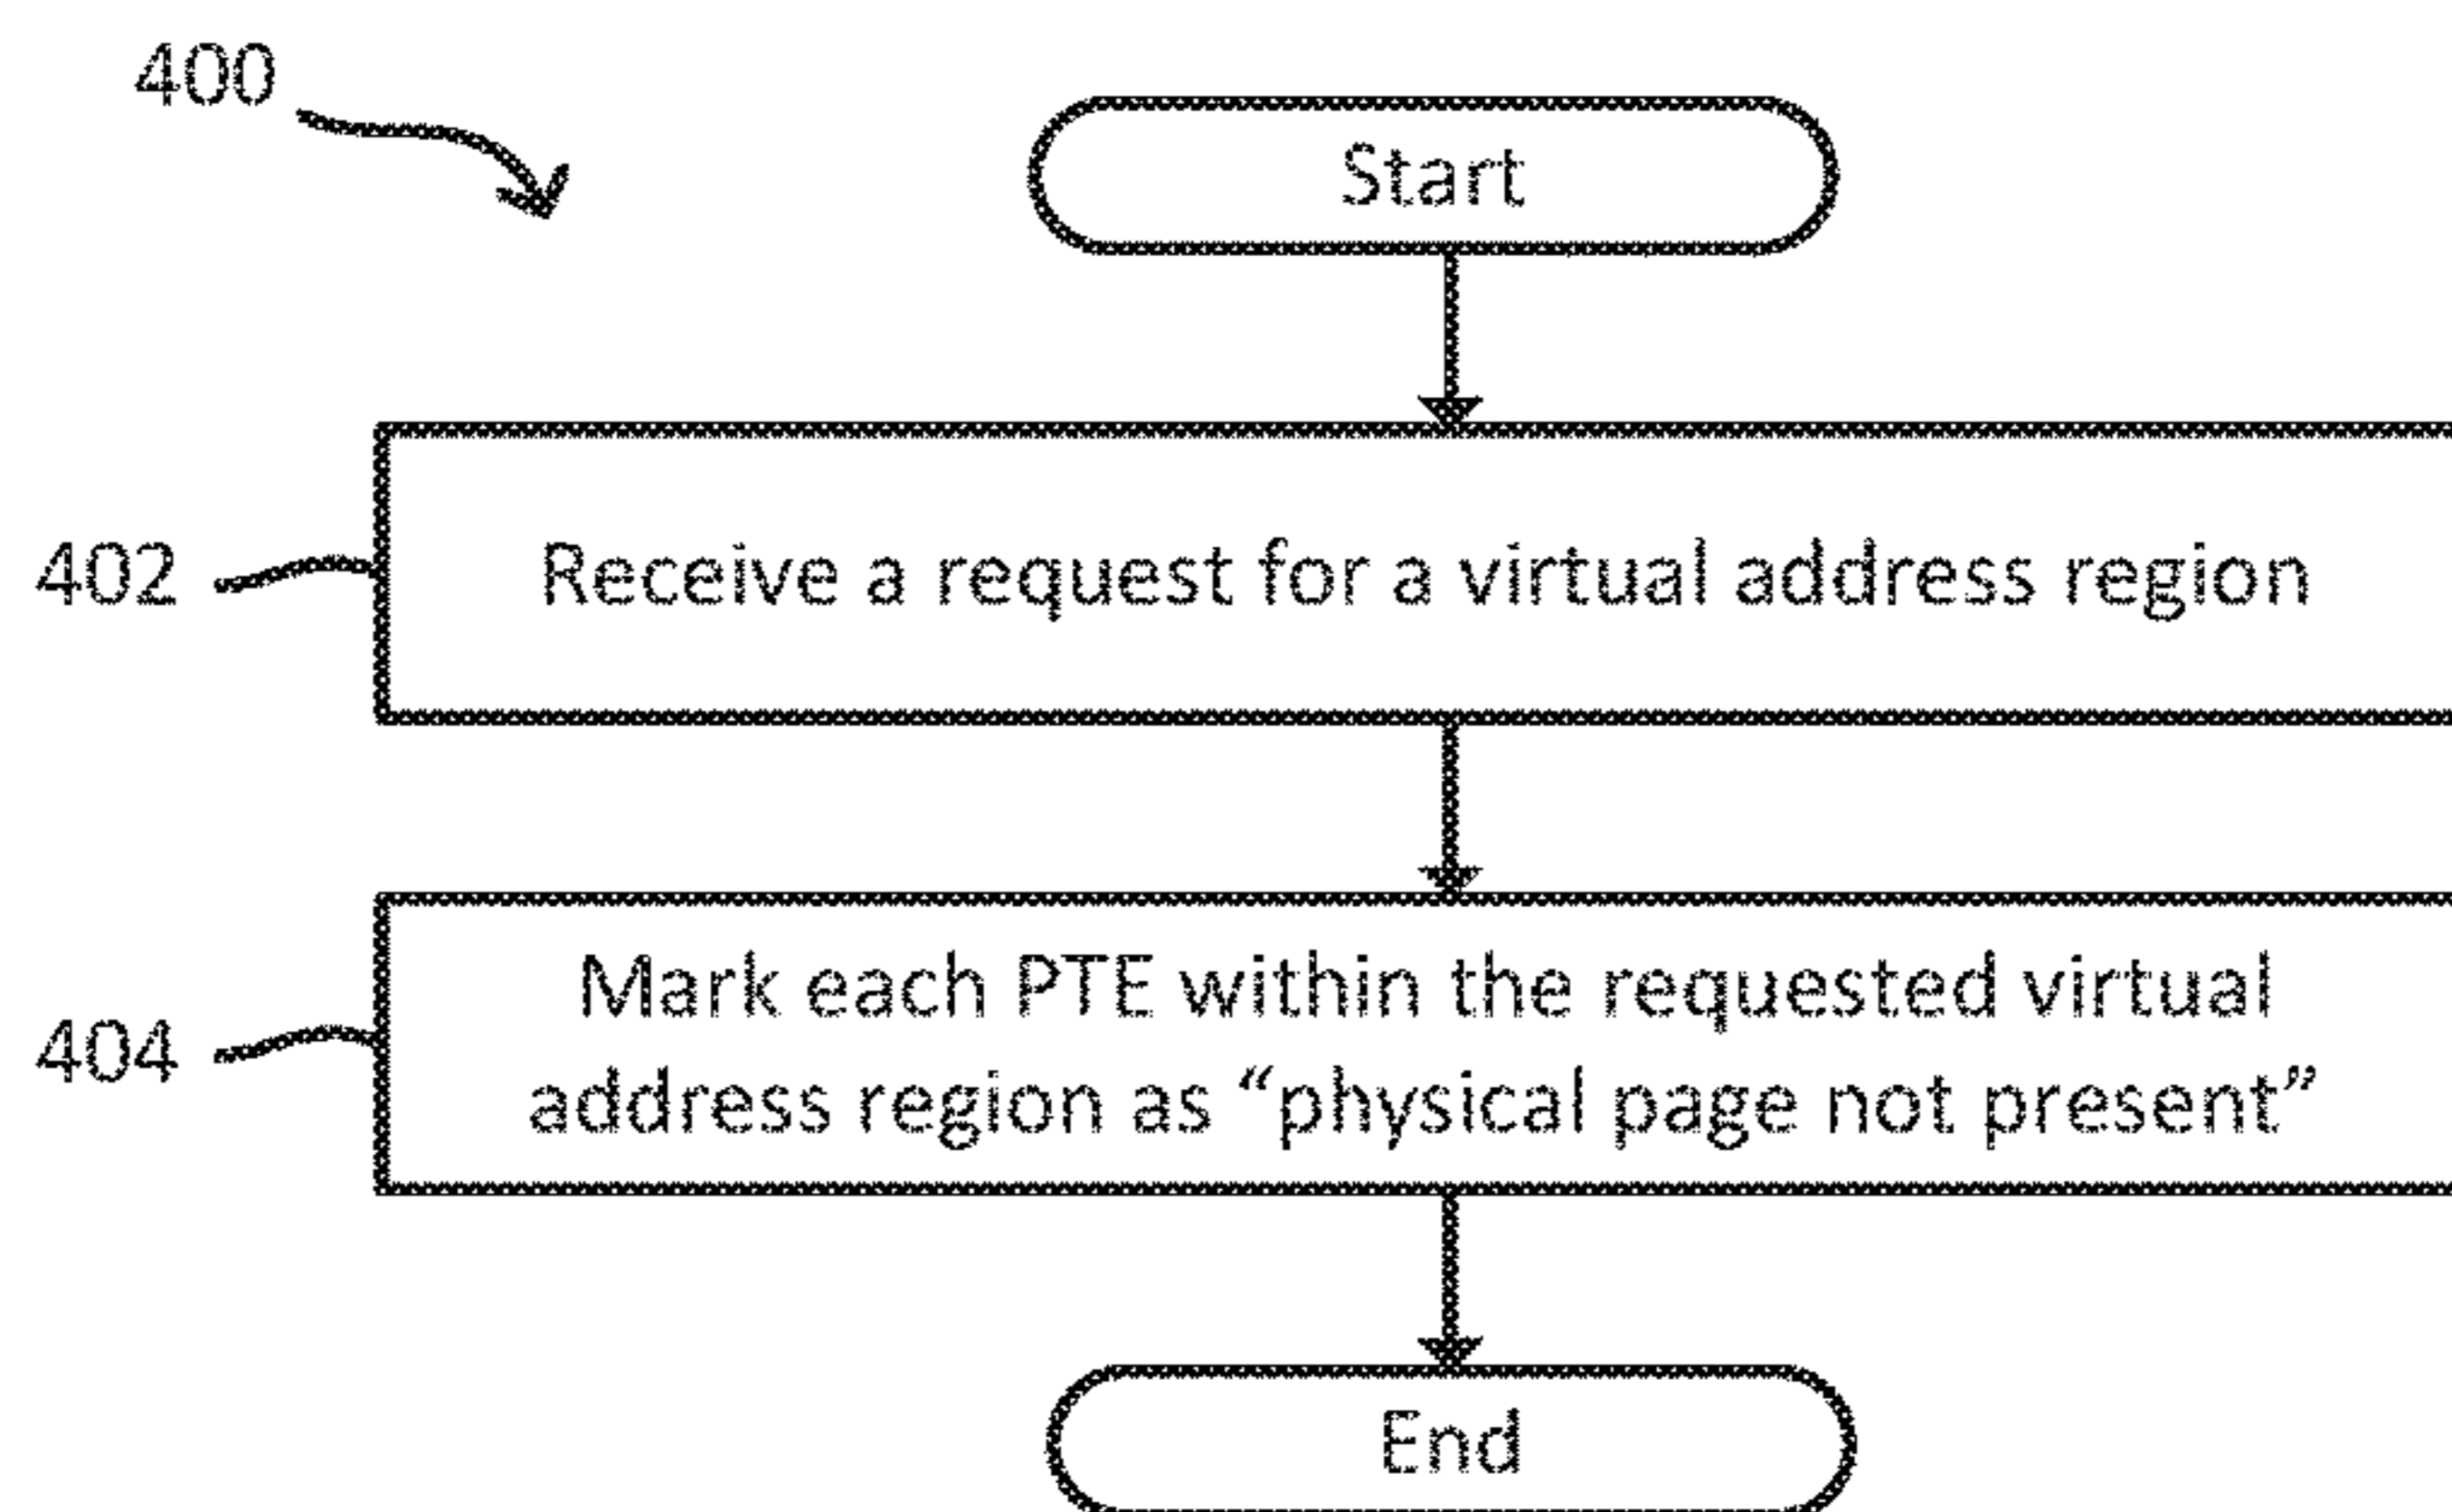 400
Start
402
Receive a request for a virtual address region
404
Mark each PTE within the requested virtual
address region as “physical page not present”
End